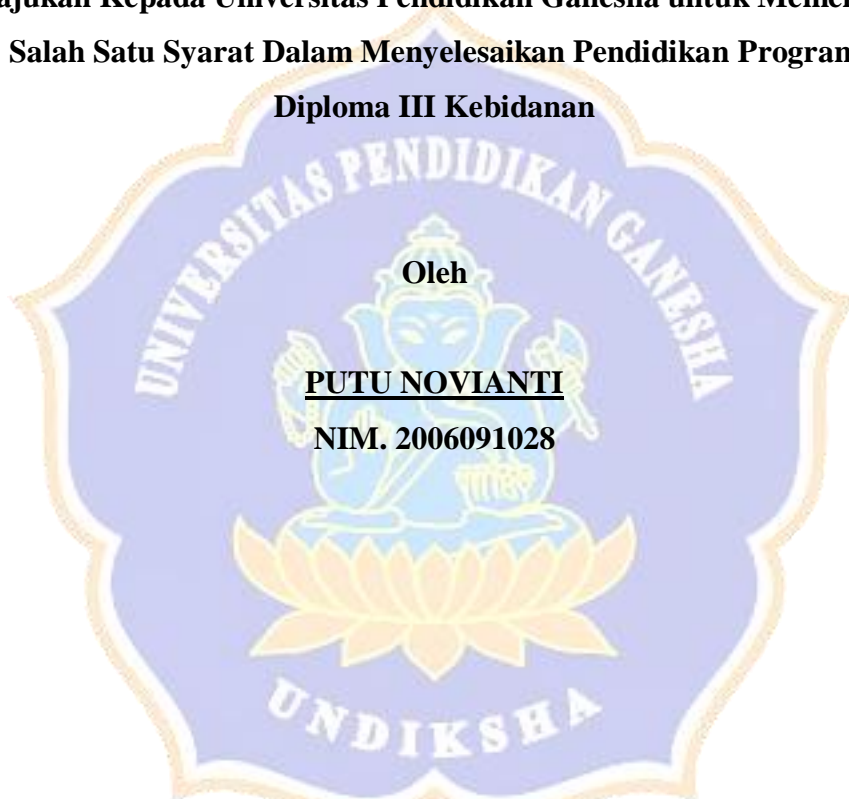 Kepada Universitas Pendidikan Ganesha untuk
Salah Satu Syarat Dalam Menyelesaikan Pendidikan
Diploma III Kebidanan
UNIVERSITAS PENDIDIKAN GANESHA
Oleh
PUTU NOVIANTI
NIM. 2006091028
UNDIKSHA